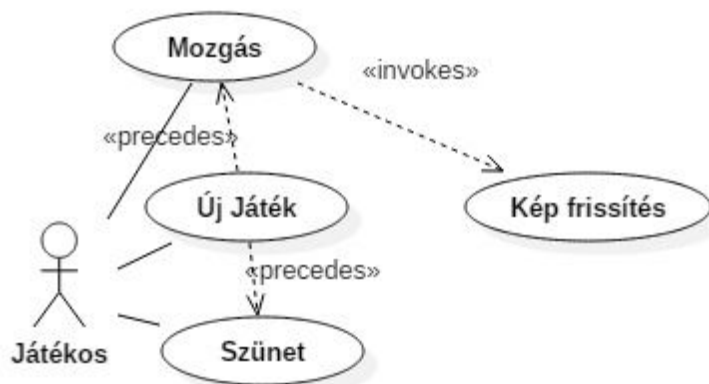 Mozgás
«invokes»
«precedes»
Új Játék
Kép frissítés
«precedes»
Játékos
Szünet